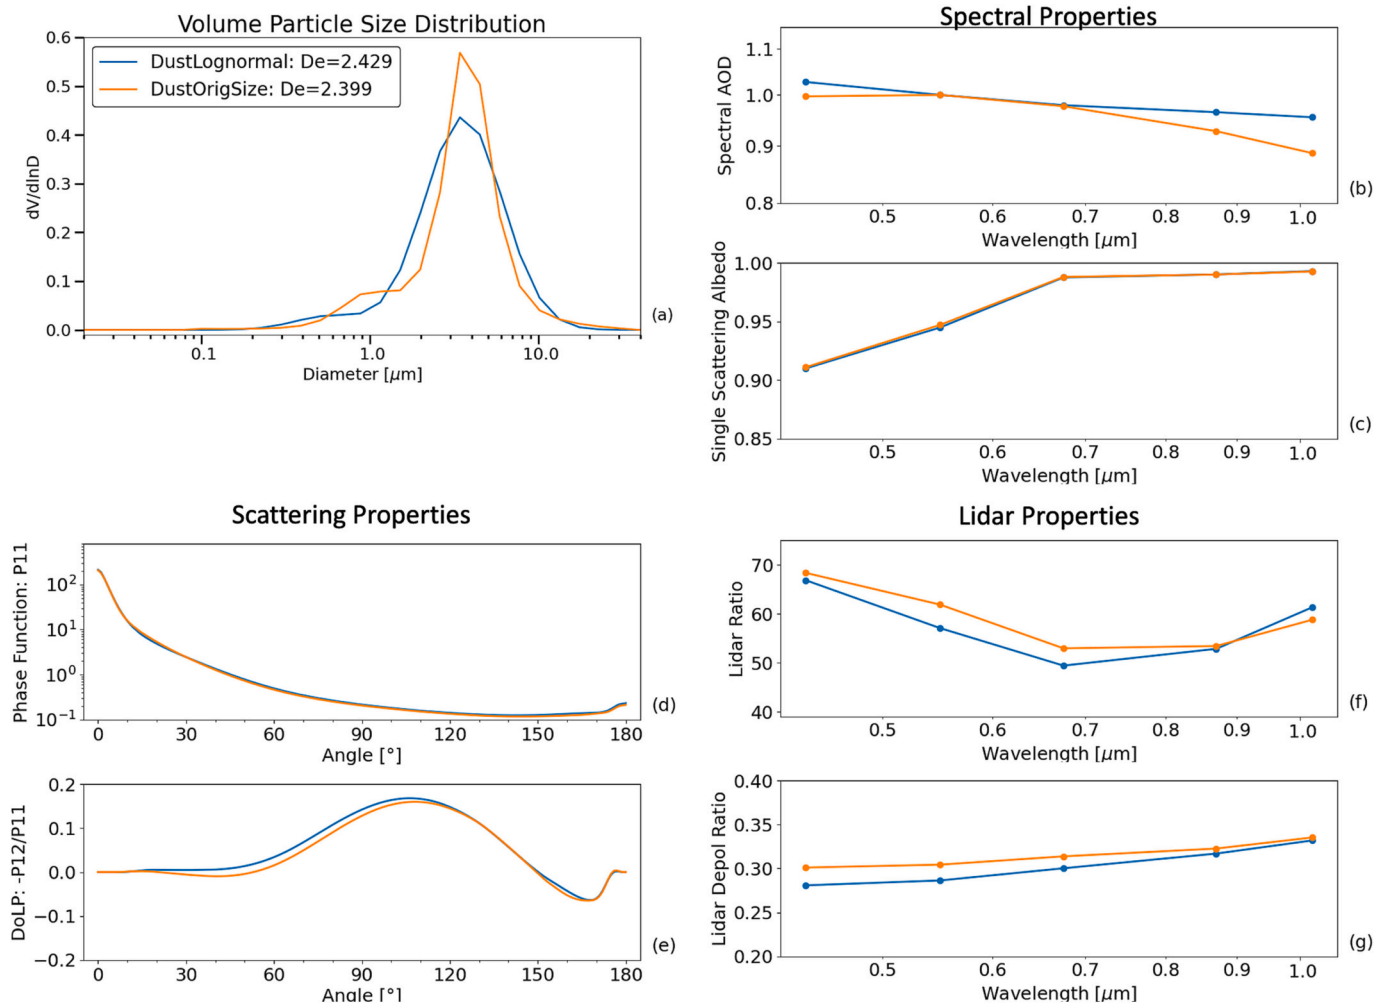 Volume Particle Size Distribution
0.6
0.5
0.4
0.3
0.2
0.1
0.0
dV/dlnD
DustLognormal: De=2.429
DustOrigSize: De=2.399
0.1
1.0
10.0
Diameter [μm]
(a)
Spectral Properties
1.1
1.0
0.9
0.8
Spectral AOD
0.5
0.6
0.7
0.8
0.9
1.0
Wavelength [μm]
(b)
1.00
0.95
0.90
0.85
Single Scattering Albedo
0.5
0.6
0.7
0.8
0.9
1.0
Wavelength [μm]
(c)
Scattering Properties
10²
10¹
10⁰
10⁻¹
Phase Function: P11
0
30
60
90
120
150
180
Angle [°]
(d)
0.2
0.1
0.0
−0.1
−0.2
DoLP: -P12/P11
0
30
60
90
120
150
180
Angle [°]
(e)
Lidar Properties
70
60
50
40
Lidar Ratio
0.5
0.6
0.7
0.8
0.9
1.0
Wavelength [μm]
(f)
0.40
0.35
0.30
0.25
0.20
Lidar Depol Ratio
0.5
0.6
0.7
0.8
0.9
1.0
Wavelength [μm]
(g)